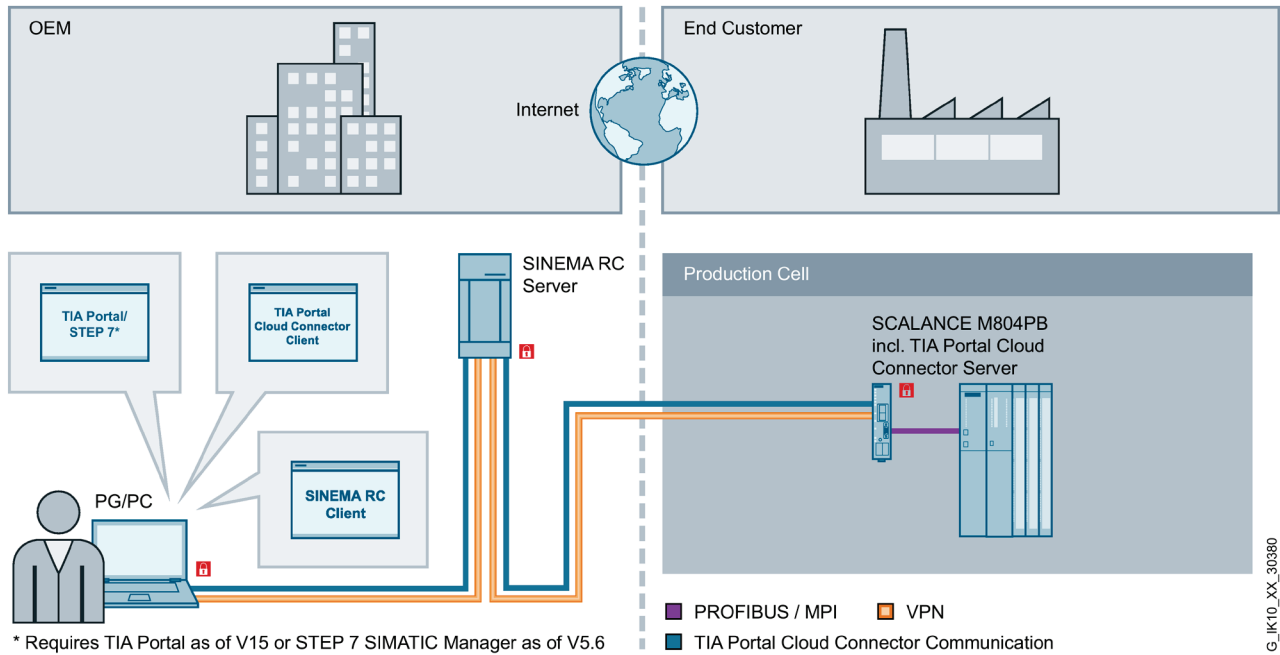 OEM
Internet
End Customer
TIA Portal/
STEP 7*
TIA Portal
Cloud Connector
Client
SINEMA RC
Server
Production Cell
SCALANCE M804PB
incl. TIA Portal Cloud
Connector Server
SINEMA RC
Client
PG/PC
PROFIBUS / MPI
VPN
TIA Portal Cloud Connector Communication
* Requires TIA Portal as of V15 or STEP 7 SIMATIC Manager as of V5.6
G_IK10_XX_30380